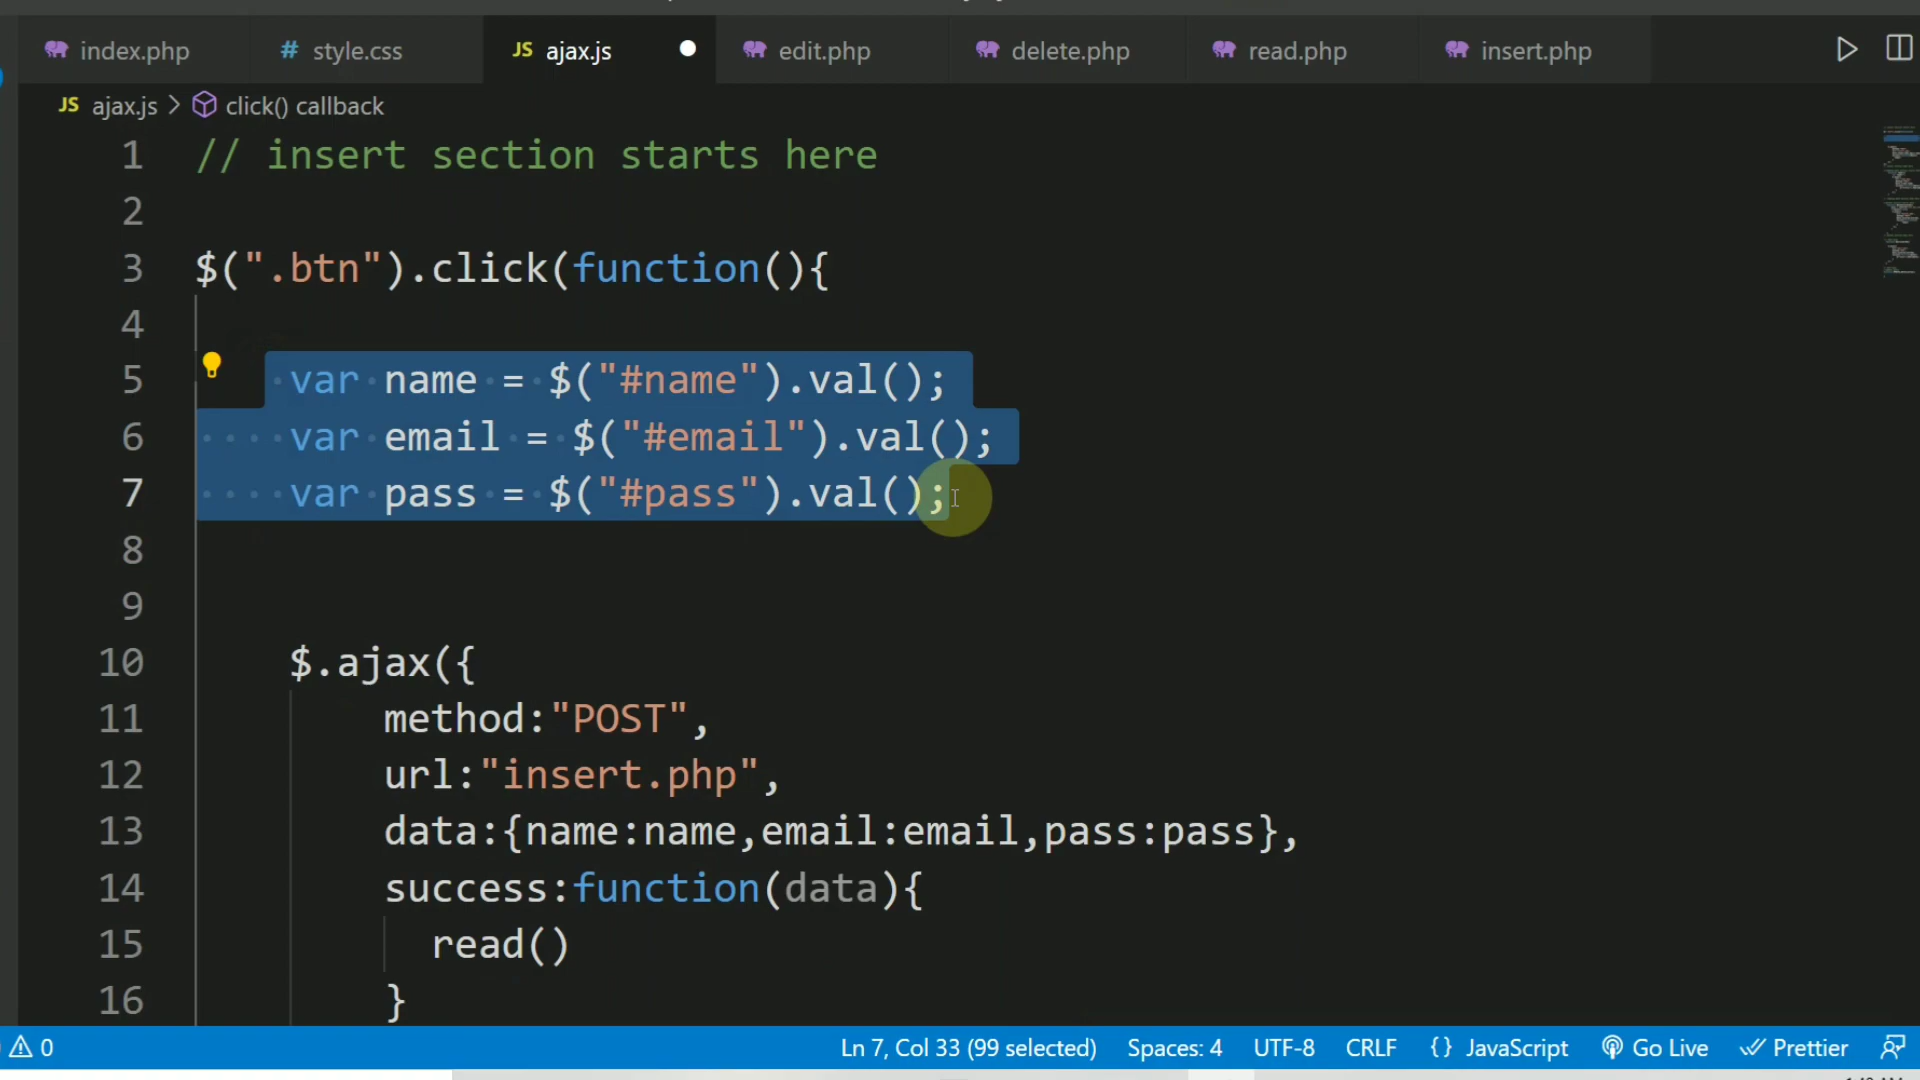 index.php
# style.css
JS ajax.js
edit.php
delete.php
read.php
insert.php
JS ajax.js > click() callback
1 // insert section starts here
2
3 $(".btn").click(function(){
4
5 var name = $("#name").val();
6 var email = $("#email").val();
7 var pass = $("#pass").val();
8
9
10 $.ajax({
11 method:"POST",
12 url:"insert.php",
13 data:{name:name,email:email,pass:pass},
14 success:function(data){
15 read()
16 }
0 Ln 7, Col 33 (99 selected) Spaces: 4 UTF-8 CRLF {} JavaScript Go Live Prettier